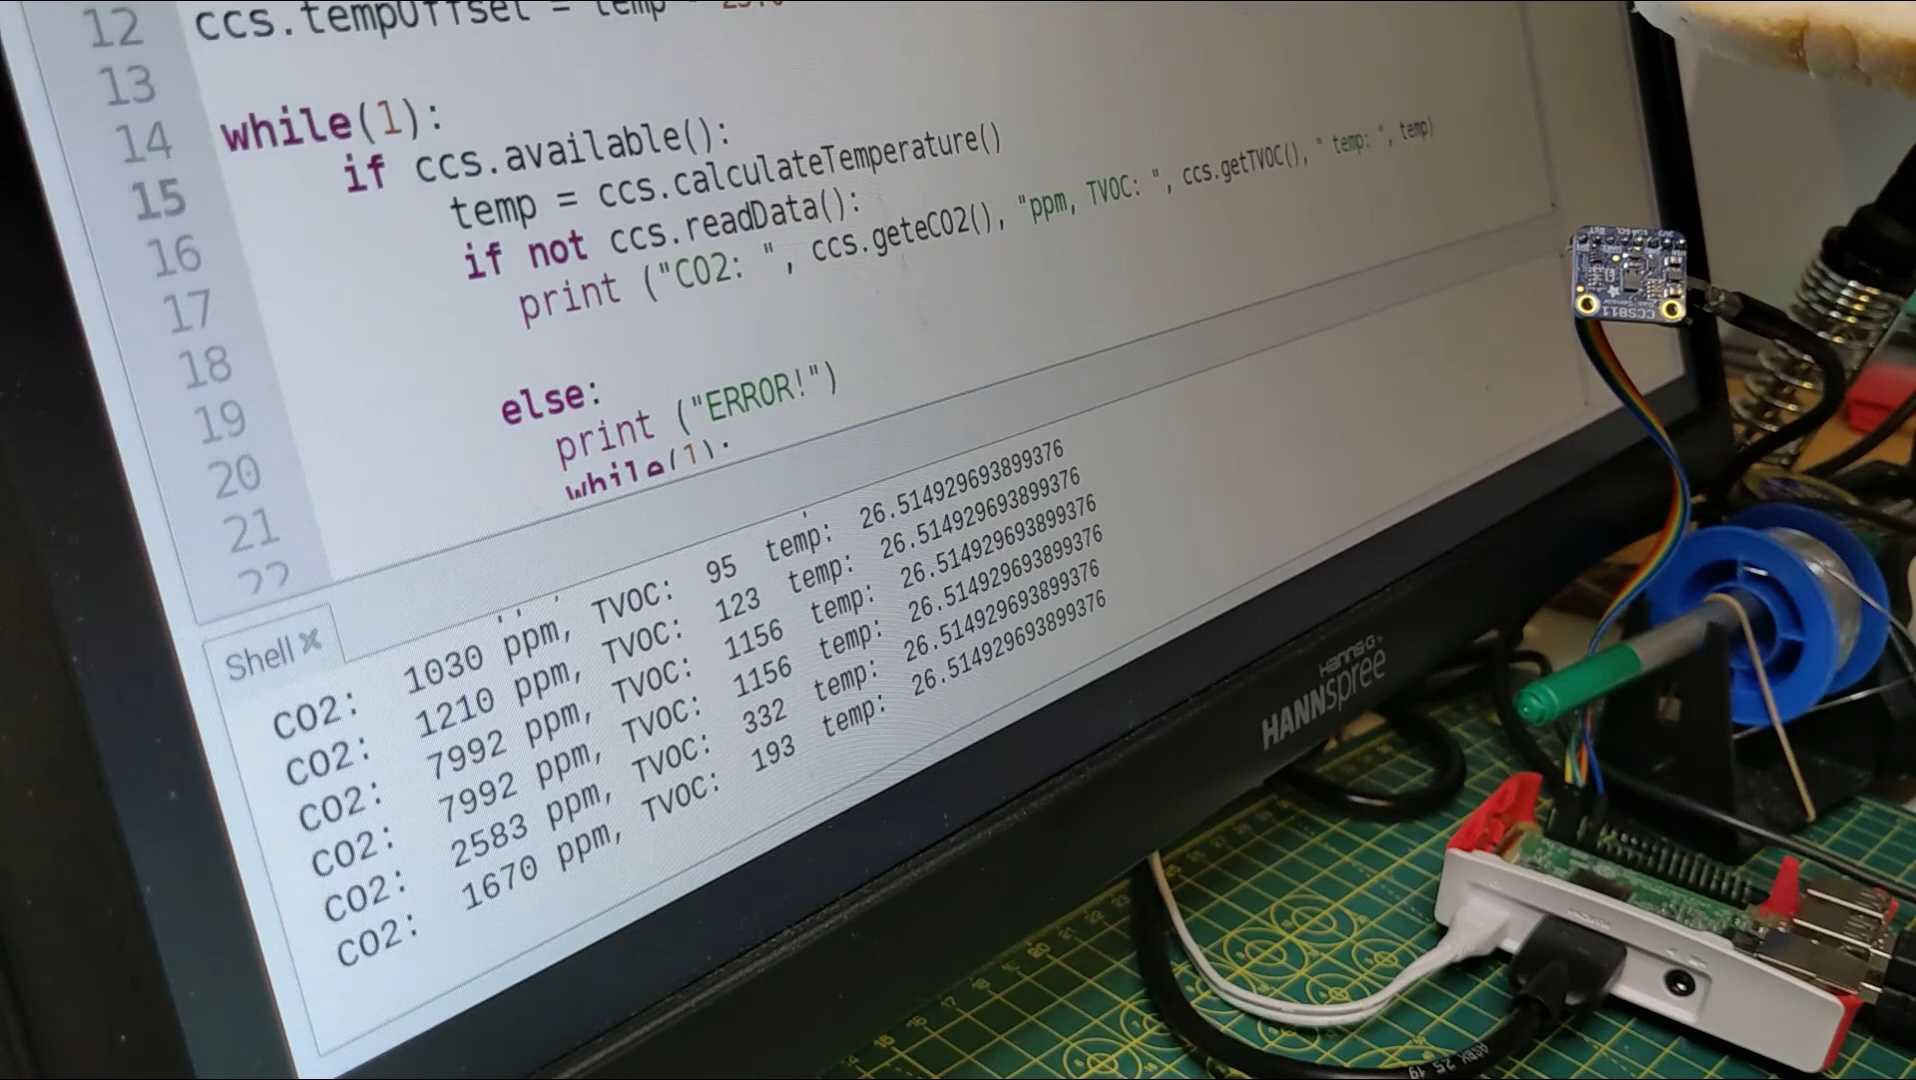 12 ccs.tempOffset = temp -
13
14 while(1):
15 if ccs.available():
16 temp = ccs.calculateTemperature()
17 if not ccs.readData():
18 print ("CO2: ", ccs.geteCO2(), "ppm, TVOC: ", ccs.getTVOC(), " temp: ", temp)
19
20 else:
21 print ("ERROR!")
22 while(1):
Shell
CO2: 1030 ppm, TVOC: 95 temp: 26.514929693899376
CO2: 1210 ppm, TVOC: 123 temp: 26.514929693899376
CO2: 7992 ppm, TVOC: 1156 temp: 26.514929693899376
CO2: 7992 ppm, TVOC: 1156 temp: 26.514929693899376
CO2: 2583 ppm, TVOC: 332 temp: 26.514929693899376
CO2: 1670 ppm, TVOC: 193 temp: 26.514929693899376
Hanns.G
HANNspree
Gas Sensor
CCS811